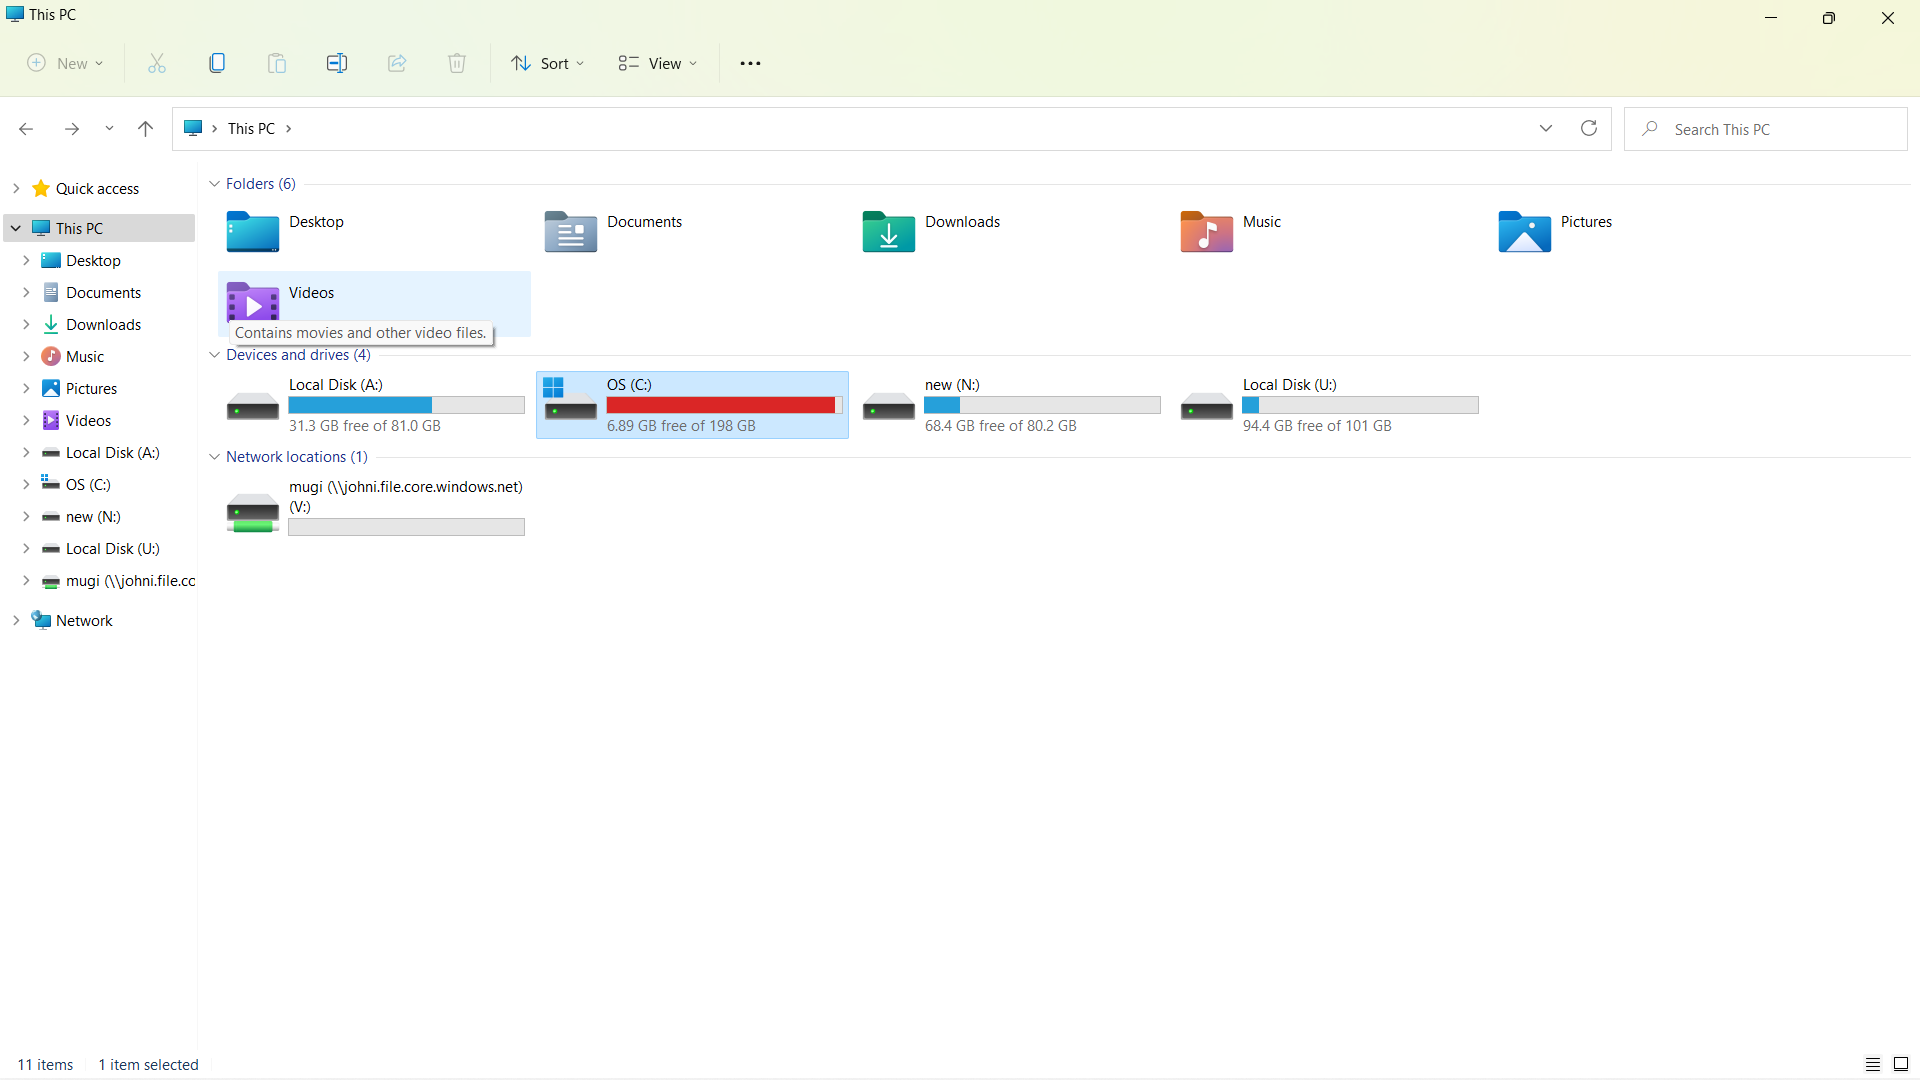 This PC
New
Sort
View
This PC
Search This PC
Quick access
This PC
Desktop
Documents
Downloads
Music
Pictures
Videos
Local Disk (A:)
OS (C:)
new (N:)
Local Disk (U:)
mugi (\\johni.file.co
Network
Folders (6)
Desktop
Documents
Downloads
Music
Pictures
Videos
Contains movies and other video files.
Devices and drives (4)
Local Disk (A:)
31.3 GB free of 81.0 GB
OS (C:)
6.89 GB free of 198 GB
new (N:)
68.4 GB free of 80.2 GB
Local Disk (U:)
94.4 GB free of 101 GB
Network locations (1)
mugi (\\johni.file.core.windows.net)
(V:)
11 items
1 item selected